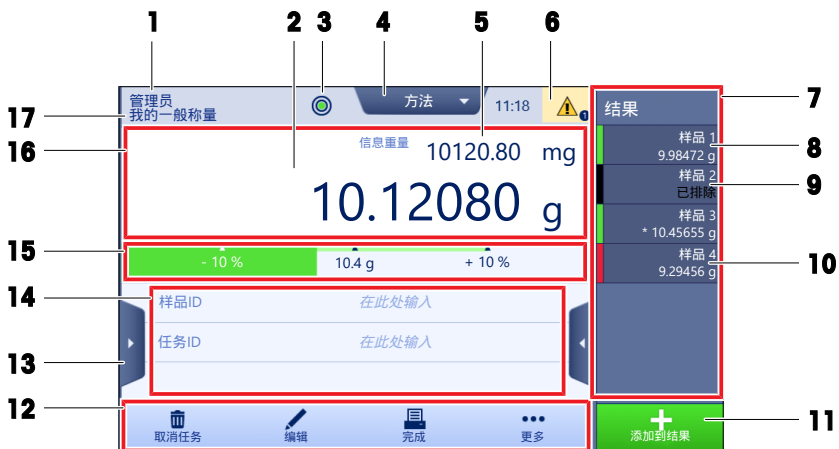 1
2
3
4
5
6
管理员
我的一般称量
方法
11:18
1
结果
7
17
16
信息重量
10120.80 mg
10.12080 g
样品 1
9.98472 g
8
样品 2
已排除
9
样品 3
* 10.45655 g
样品 4
9.29456 g
10
15
- 10 %
10.4 g
+ 10 %
14
样品ID
在此处输入
任务ID
在此处输入
13
12
取消任务
编辑
完成
更多
添加到结果
11